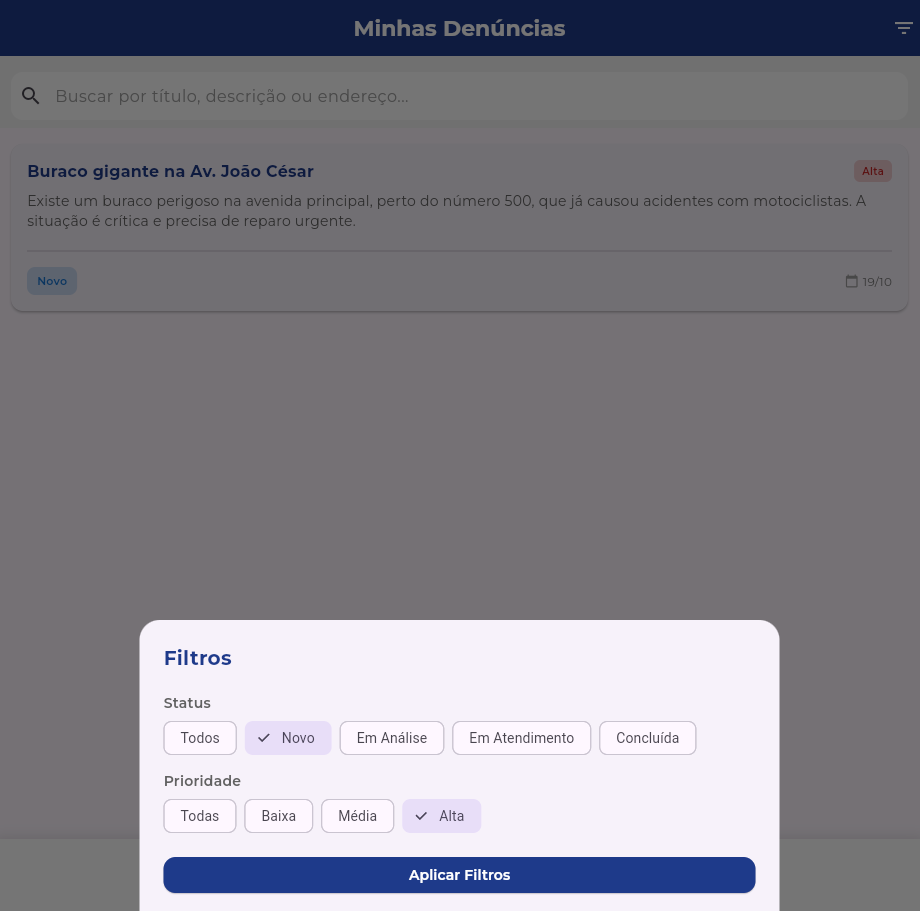 Minhas Denúncias
Buscar por título, descrição ou endereço...
Buraco gigante na Av. João César
Alta
Existe um buraco perigoso na avenida principal, perto do número 500, que já causou acidentes com motociclistas. A
situação é crítica e precisa de reparo urgente.
Novo
19/10
Filtros
Status
Todos
Novo
Em Análise
Em Atendimento
Concluída
Prioridade
Todas
Baixa
Média
Alta
Aplicar Filtros